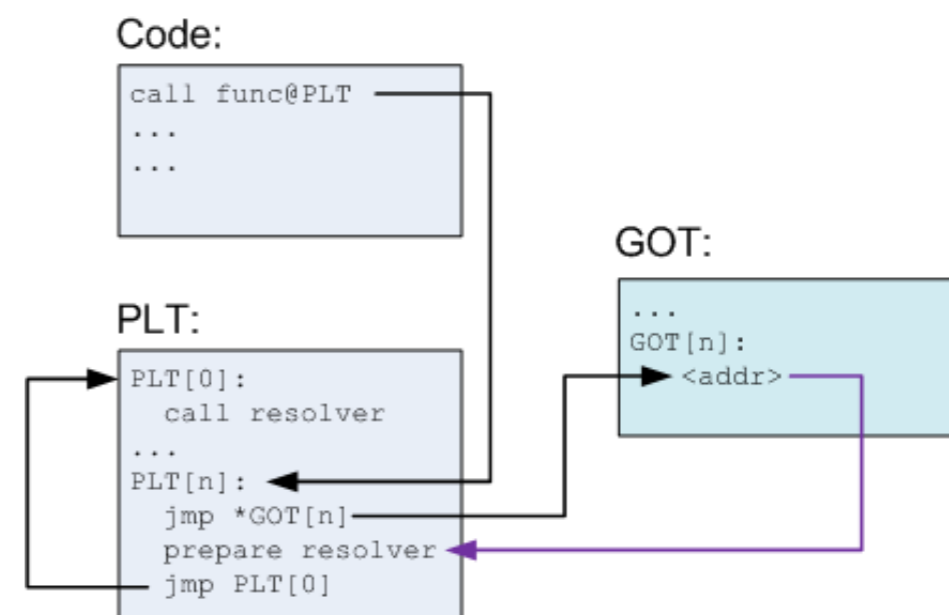 Code:
call func@PLT
...
...
PLT:
PLT[0]:
call resolver
...
PLT[n]:
jmp *GOT[n]
prepare resolver
jmp PLT[0]
GOT:
...
GOT[n]:
<addr>